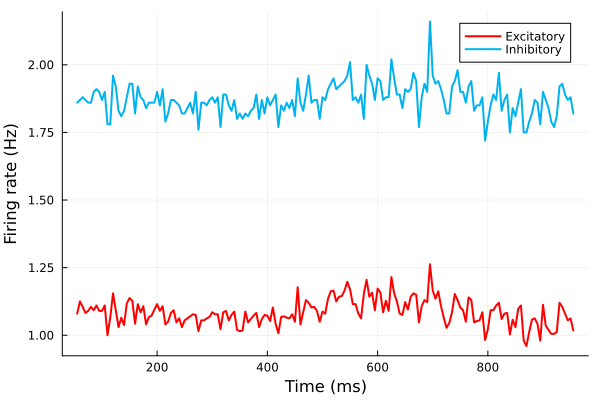 Excitatory
Inhibitory
2.00
1.75
1.50
1.25
1.00
Firing rate (Hz)
200 400 600 800
Time (ms)